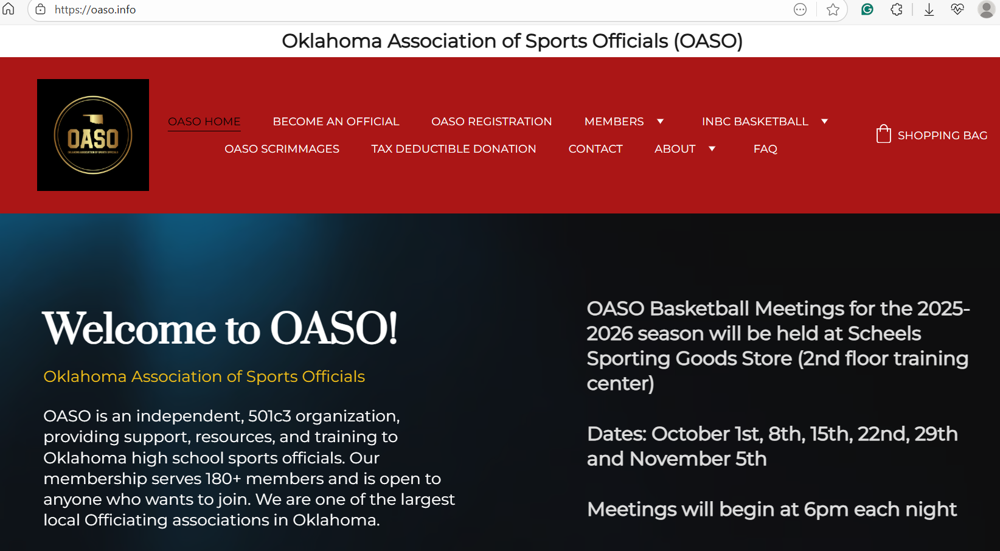 https://oaso.info
Oklahoma Association of Sports Officials (OASO)
OASO
OKLAHOMA ASSOCIATION OF SPORTS OFFICIALS
OASO HOME
BECOME AN OFFICIAL
OASO REGISTRATION
MEMBERS
INBC BASKETBALL
OASO SCRIMMAGES
TAX DEDUCTIBLE DONATION
CONTACT
ABOUT
FAQ
SHOPPING BAG
Welcome to OASO!
Oklahoma Association of Sports Officials
OASO is an independent, 501c3 organization,
providing support, resources, and training to
Oklahoma high school sports officials. Our
membership serves 180+ members and is open to
anyone who wants to join. We are one of the largest
local Officiating associations in Oklahoma.
OASO Basketball Meetings for the 2025-
2026 season will be held at Scheels
Sporting Goods Store (2nd floor training
center)
Dates: October 1st, 8th, 15th, 22nd, 29th
and November 5th
Meetings will begin at 6pm each night